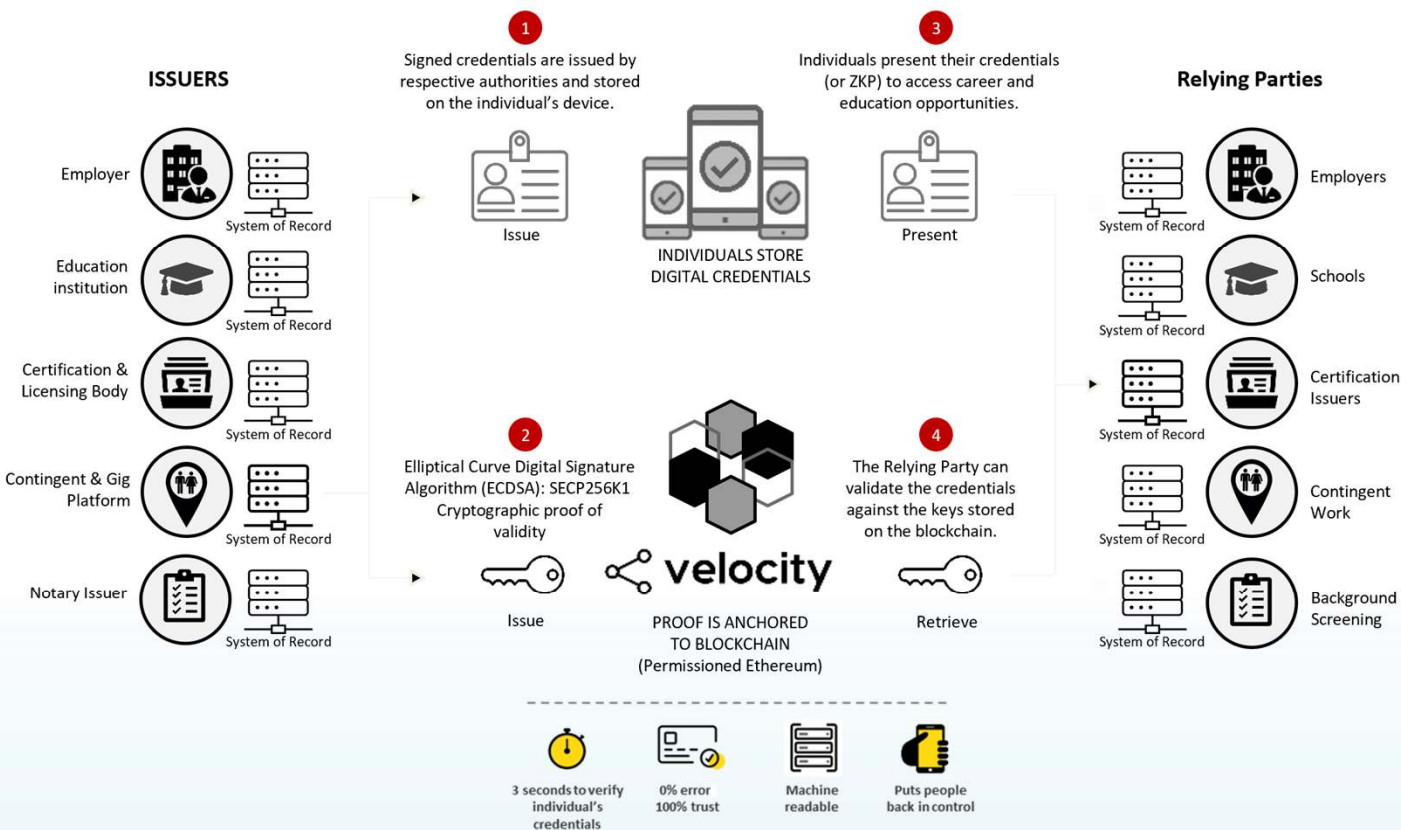 ISSUERS
Employer
System of Record
Education
institution
System of Record
Certification &
Licensing Body
System of Record
Contingent & Gig
Platform
System of Record
Notary Issuer
System of Record
1
Signed credentials are issued by
respective authorities and stored
on the individual's device.
Issue
INDIVIDUALS STORE
DIGITAL CREDENTIALS
3
Individuals present their credentials
(or ZKP) to access career and
education opportunities.
Present
2
Elliptical Curve Digital Signature
Algorithm (ECDSA): SECP256K1
Cryptographic proof of
validity
Issue
velocity
PROOF IS ANCHORED
TO BLOCKCHAIN
(Permissioned Ethereum)
4
The Relying Party can
validate the credentials
against the keys stored
on the blockchain.
Retrieve
Relying Parties
System of Record
Employers
System of Record
Schools
System of Record
Certification
Issuers
System of Record
Contingent
Work
System of Record
Background
Screening
3 seconds to verify
individual's
credentials
0% error
100% trust
Machine
readable
Puts people
back in control